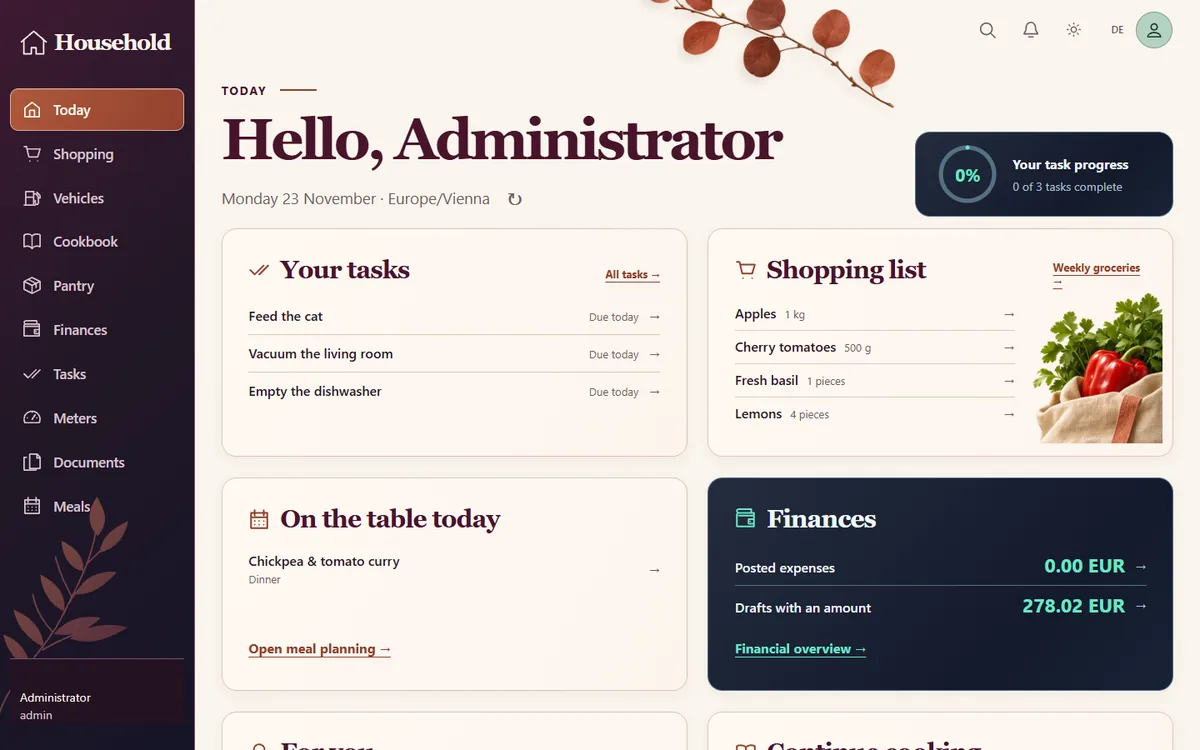 Household
DE
Today
Shopping
Vehicles
Cookbook
Pantry
Finances
Tasks
Meters
Documents
Meals
Administrator
admin
TODAY
Hello, Administrator
Monday 23 November · Europe/Vienna ↻
0%
Your task progress
0 of 3 tasks complete
Your tasks
All tasks →
Feed the cat Due today →
Vacuum the living room Due today →
Empty the dishwasher Due today →
Shopping list
Weekly groceries
→
Apples 1 kg →
Cherry tomatoes 500 g →
Fresh basil 1 pieces →
Lemons 4 pieces →
On the table today
Chickpea & tomato curry
Dinner →
Open meal planning →
Finances
Posted expenses 0.00 EUR →
Drafts with an amount 278.02 EUR →
Financial overview →
For you
Continue cooking